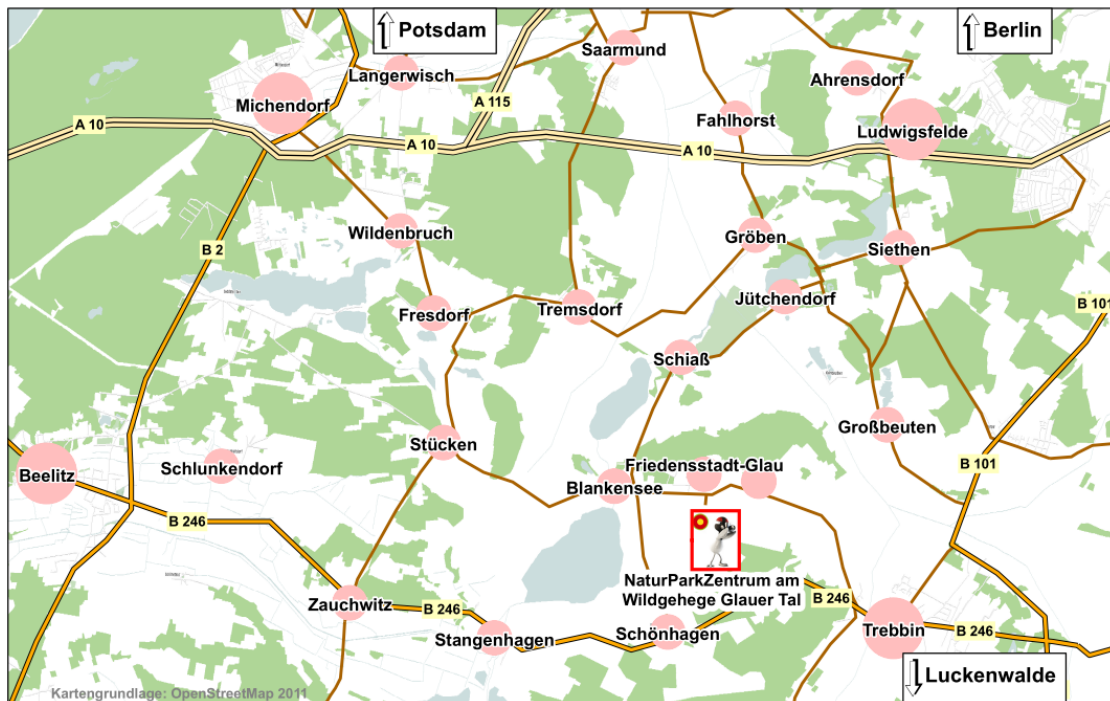 Potsdam
Berlin
Saarmund
Langerwisch
Ahrensdorf
Michendorf
A 115
Fahlhorst
A 10
Ludwigsfelde
A 10
A 10
Wildenbruch
Gröben
B 2
Siethen
Jütchendorf
B 101
Fresdorf
Tremsdorf
Schiaß
Großbeuten
Stücken
Beelitz
Schlunkendorf
Friedensstadt-Glau
B 101
Blankensee
B 246
NaturParkZentrum am
Wildgehege Glauer Tal
B 246
Zauchwitz
B 246
Stangenhagen
Schönhagen
Trebbin
B 246
Luckenwalde
Kartengrundlage: OpenStreetMap 2011